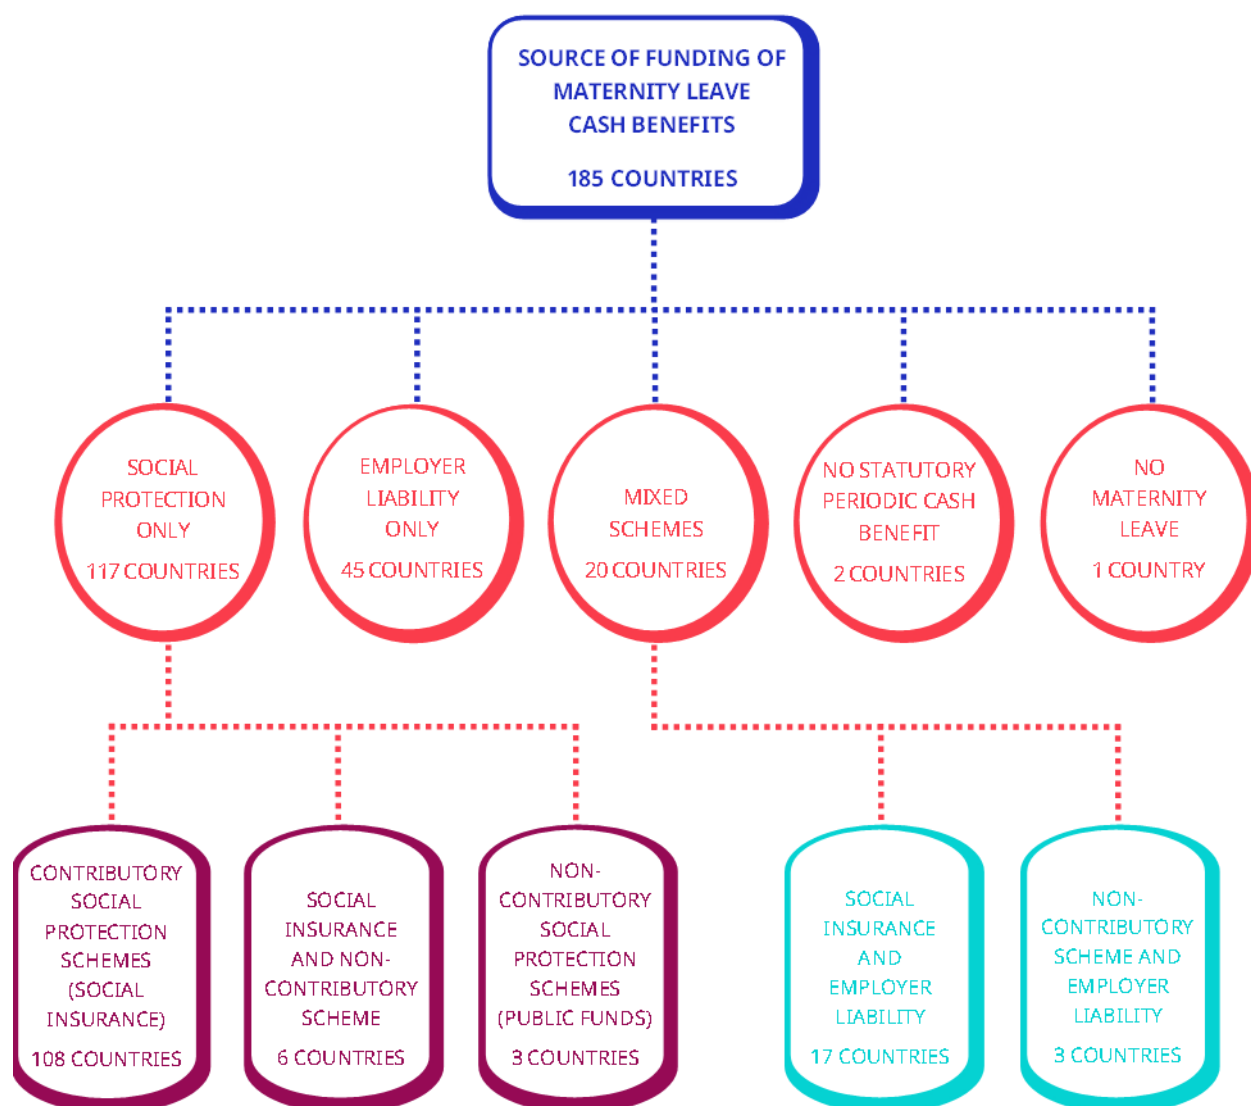 SOURCE OF FUNDING OF
MATERNITY LEAVE
CASH BENEFITS
185 COUNTRIES
SOCIAL
PROTECTION
ONLY
117 COUNTRIES
EMPLOYER
LIABILITY
ONLY
45 COUNTRIES
MIXED
SCHEMES
20 COUNTRIES
NO STATUTORY
PERIODIC CASH
BENEFIT
2 COUNTRIES
NO
MATERNITY
LEAVE
1 COUNTRY
CONTRIBUTORY
SOCIAL
PROTECTION
SCHEMES
(SOCIAL
INSURANCE)
108 COUNTRIES
SOCIAL
INSURANCE
AND NON-
CONTRIBUTORY
SCHEME
6 COUNTRIES
NON-
CONTRIBUTORY
SOCIAL
PROTECTION
SCHEMES
(PUBLIC FUNDS)
3 COUNTRIES
SOCIAL
INSURANCE
AND
EMPLOYER
LIABILITY
17 COUNTRIES
NON-
CONTRIBUTORY
SCHEME AND
EMPLOYER
LIABILITY
3 COUNTRIES